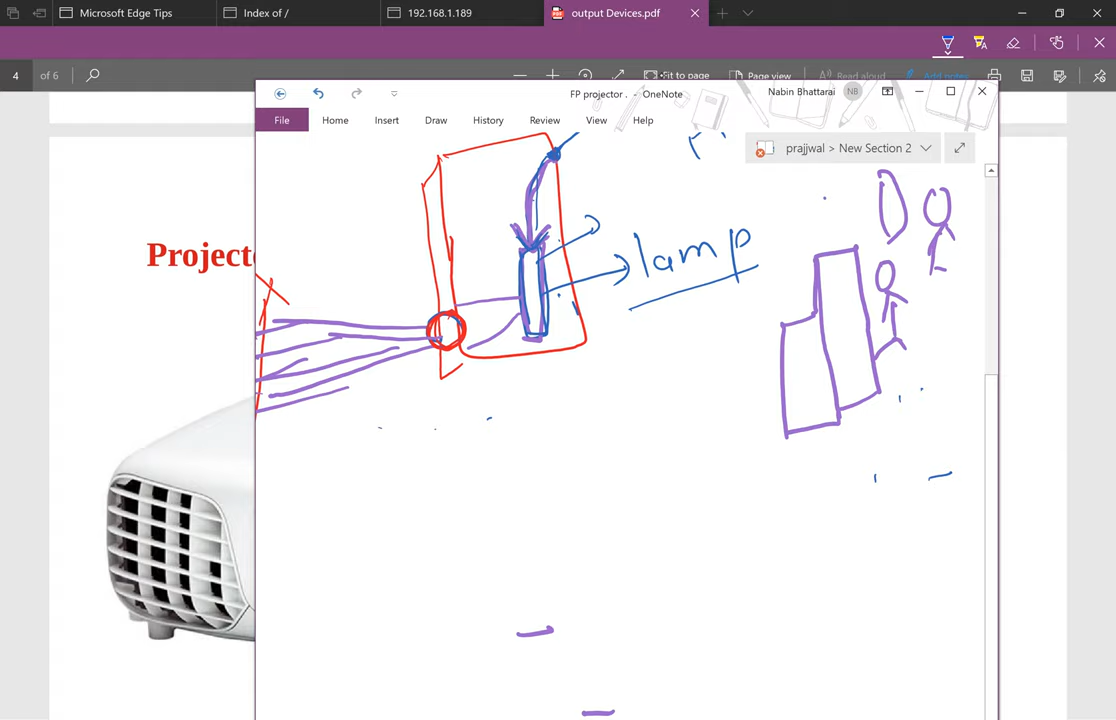 Microsoft Edge Tips
Index of /
192.168.1.189
output Devices.pdf
4 of 6
Fit to page
Page view
Read aloud
Add notes
FP projector . - OneNote
Nabin Bhattarai NB
File Home Insert Draw History Review View Help
prajjwal > New Section 2
Project
lamp